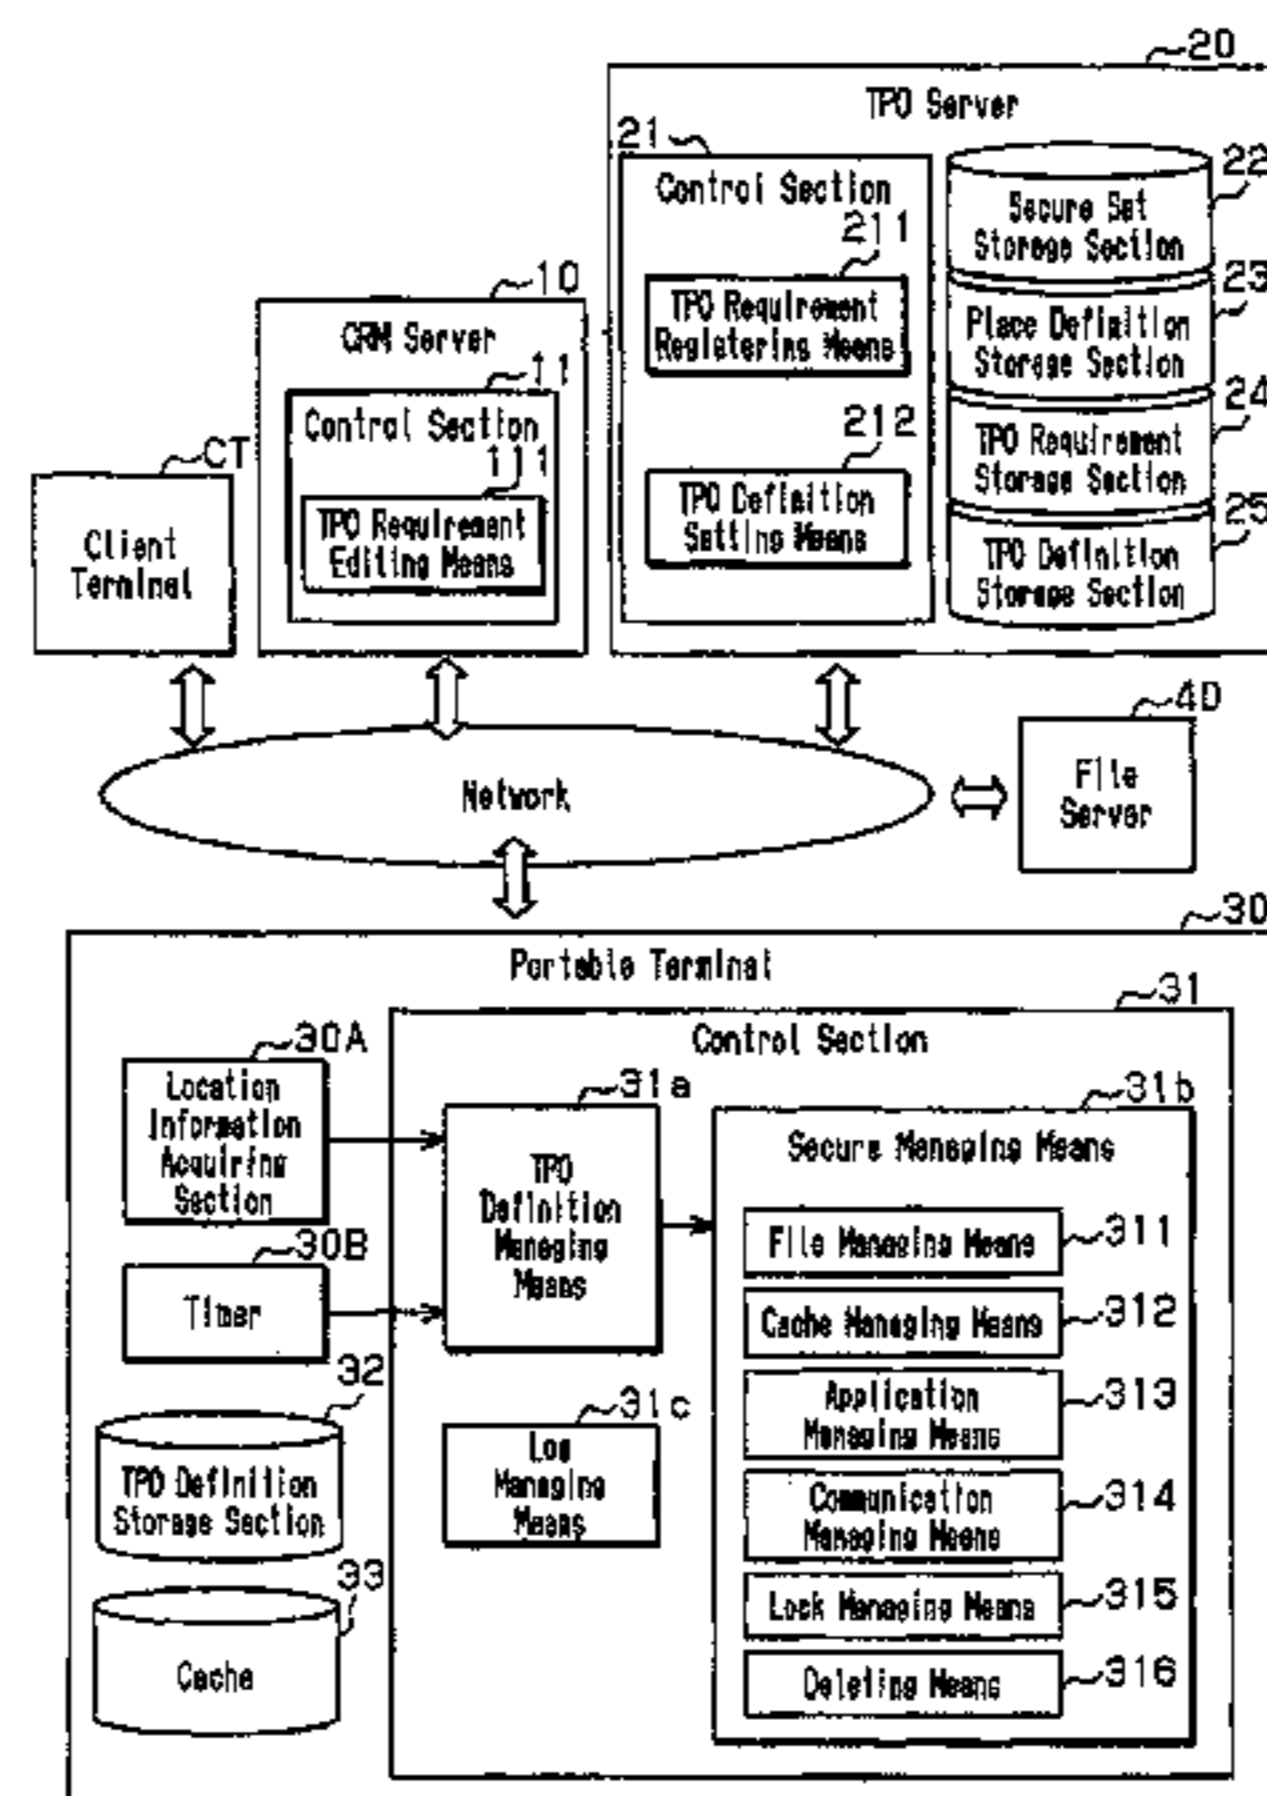 20
TPO Server
21
Control Section
211
TPO Requirement
Registering Means
212
TPO Definition
Setting Means
22
Secure Set
Storage Section
23
Place Definition
Storage Section
24
TPO Requirement
Storage Section
25
TPO Definition
Storage Section
10
CRM Server
11
Control Section
111
TPO Requirement
Editing Means
CT
Client
Terminal
Network
40
File
Server
30
Portable Terminal
30A
Location
Information
Acquiring
Section
30B
Timer
32
TPO Definition
Storage Section
33
Cache
31
Control Section
31a
TPO
Definition
Managing
Means
31c
Log
Managing
Means
31b
Secure Managing Means
File Managing Means
311
Cache Managing Means
312
Application
Managing Means
313
Communication
Managing Means
314
Lock Managing Means
315
Deleting Means
316